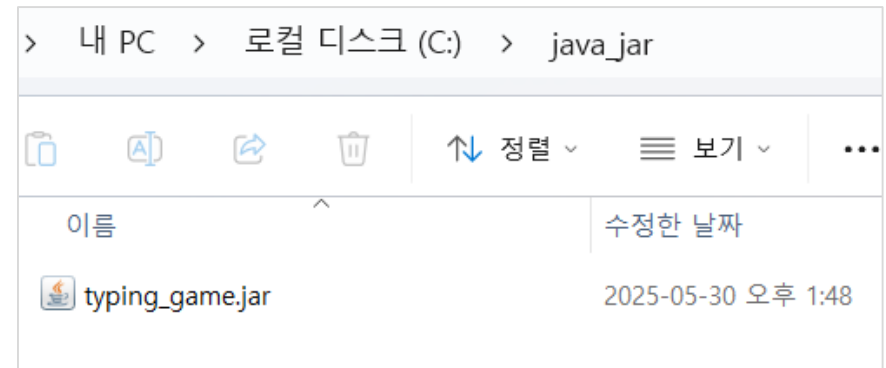 > 내 PC > 로컬 디스크 (C:) > java_jar
정렬 보기 •••
이름 수정한 날짜
typing_game.jar 2025-05-30 오후 1:48